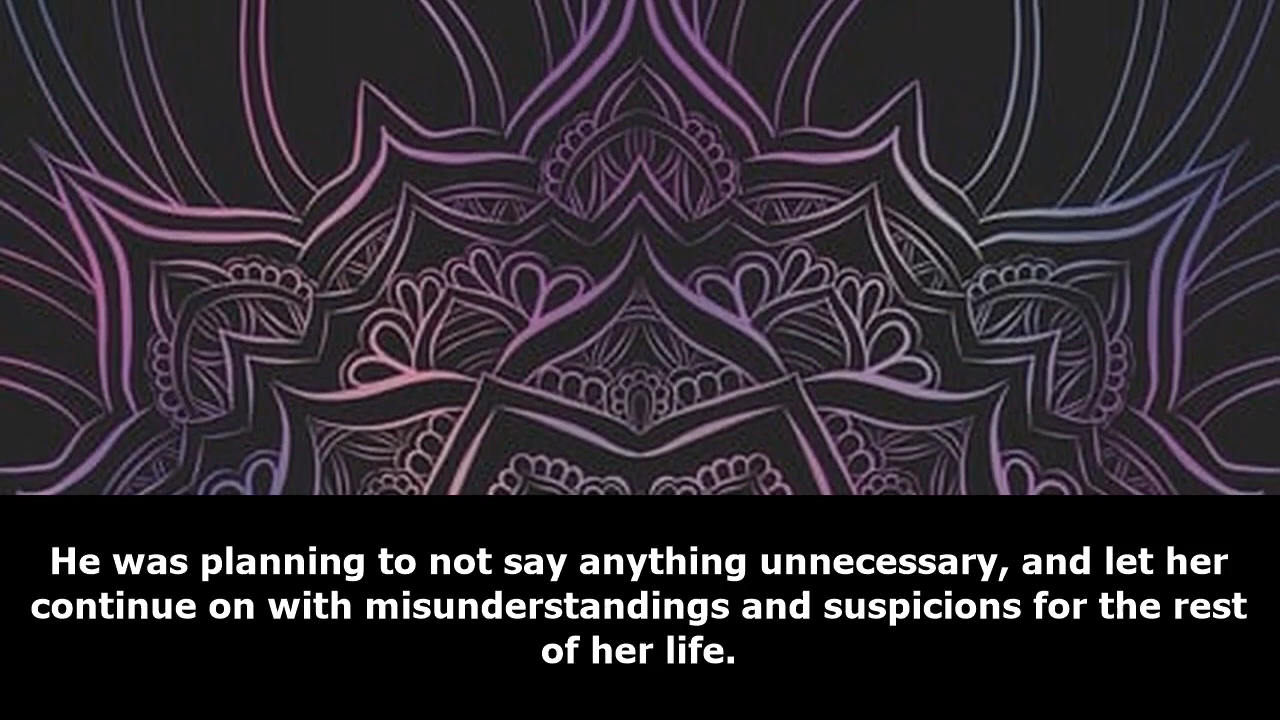 He was planning to not say anything unnecessary, and let her
continue on with misunderstandings and suspicions for the rest
of her life.